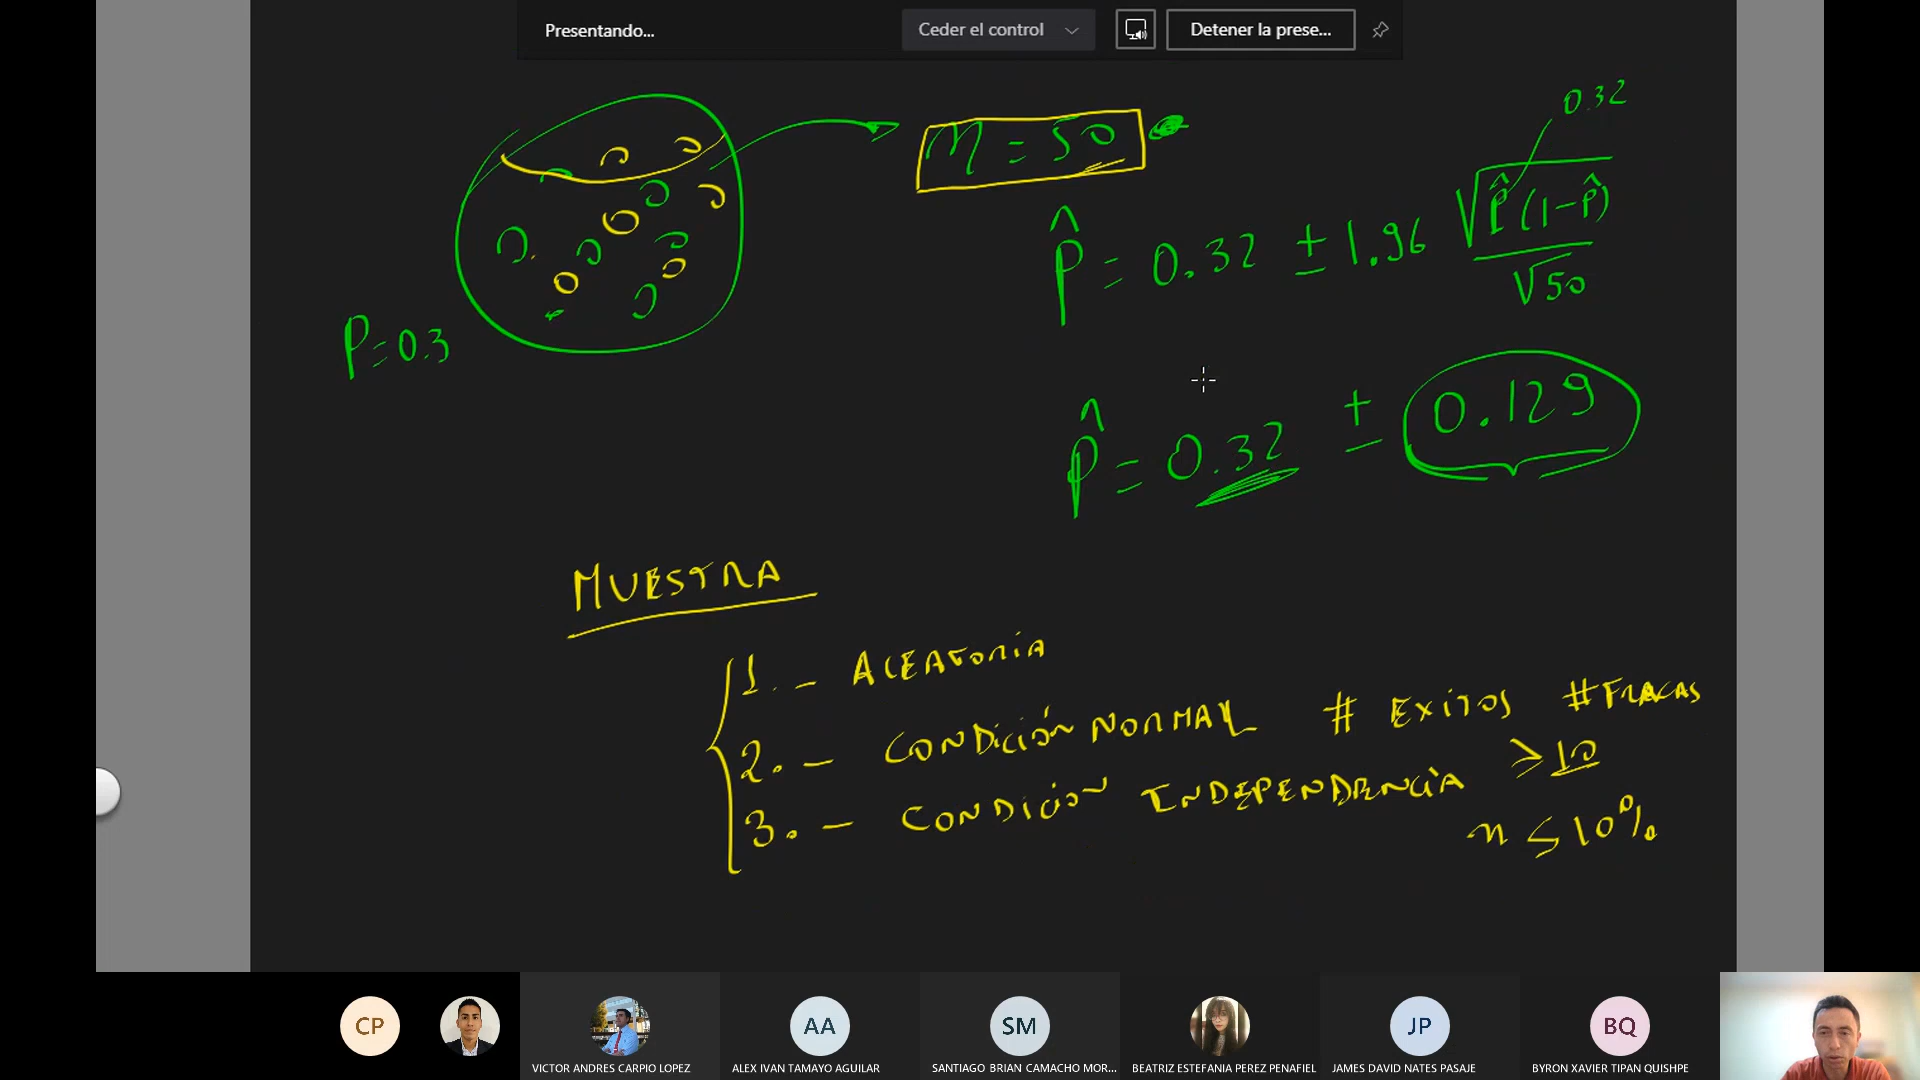 Presentando...
Ceder el control
Detener la prese...
0.32
n = 50
P̂ = 0.32 ± 1.96 √P̂(1-P̂)
√50
P=0.3
P̂ = 0.32 ± 0.129
MUESTRA
1.- ALEATORIA
2.- CONDICIÓN NORMAL # EXITOS # FRACAS
≥ 10
3.- CONDICION INDEPENDENCIA
n ≤ 10%
CP
AA
SM
JP
BQ
VICTOR ANDRES CARPIO LOPEZ
ALEX IVAN TAMAYO AGUILAR
SANTIAGO BRIAN CAMACHO MOR...
BEATRIZ ESTEFANIA PEREZ PENAFIEL
JAMES DAVID NATES PASAJE
BYRON XAVIER TIPAN QUISHPE